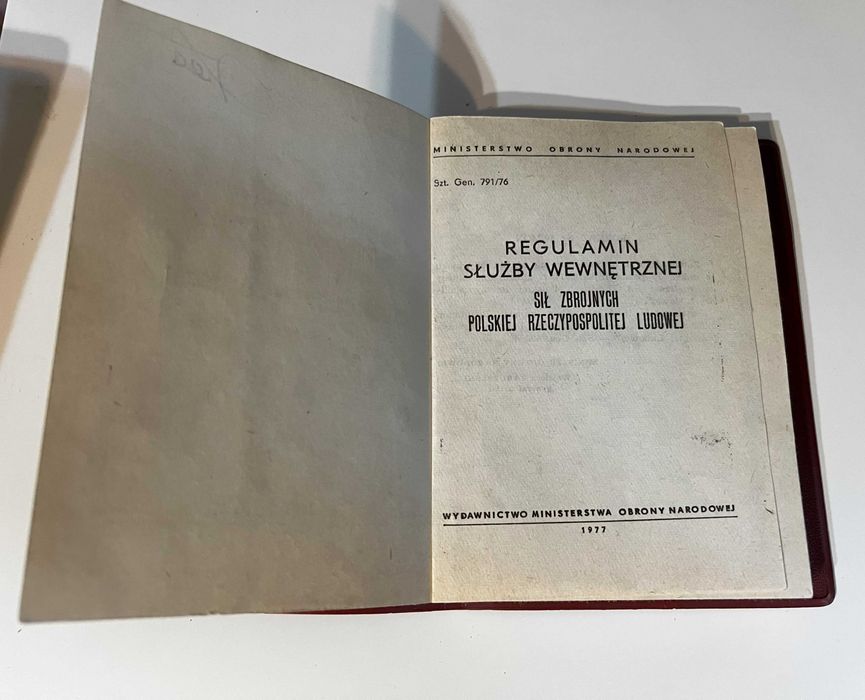 MINISTERSTWO OBRONY NARODOWEJ
Szt. Gen. 791/76
REGULAMIN
SŁUŻBY WEWNĘTRZNEJ
SIŁ ZBROJNYCH
POLSKIEJ RZECZYPOSPOLITEJ LUDOWEJ
WYDAWNICTWO MINISTERSTWA OBRONY NARODOWEJ
1977